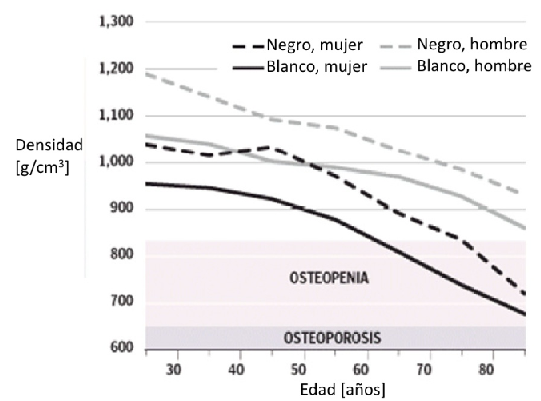 1,300
1,200
1,100
1,000
900
800
700
600
Negro, mujer
Negro, hombre
Blanco, mujer
Blanco, hombre
Densidad
[g/cm³]
OSTEOPENIA
OSTEOPOROSIS
30 40 50 60 70 80
Edad [años]